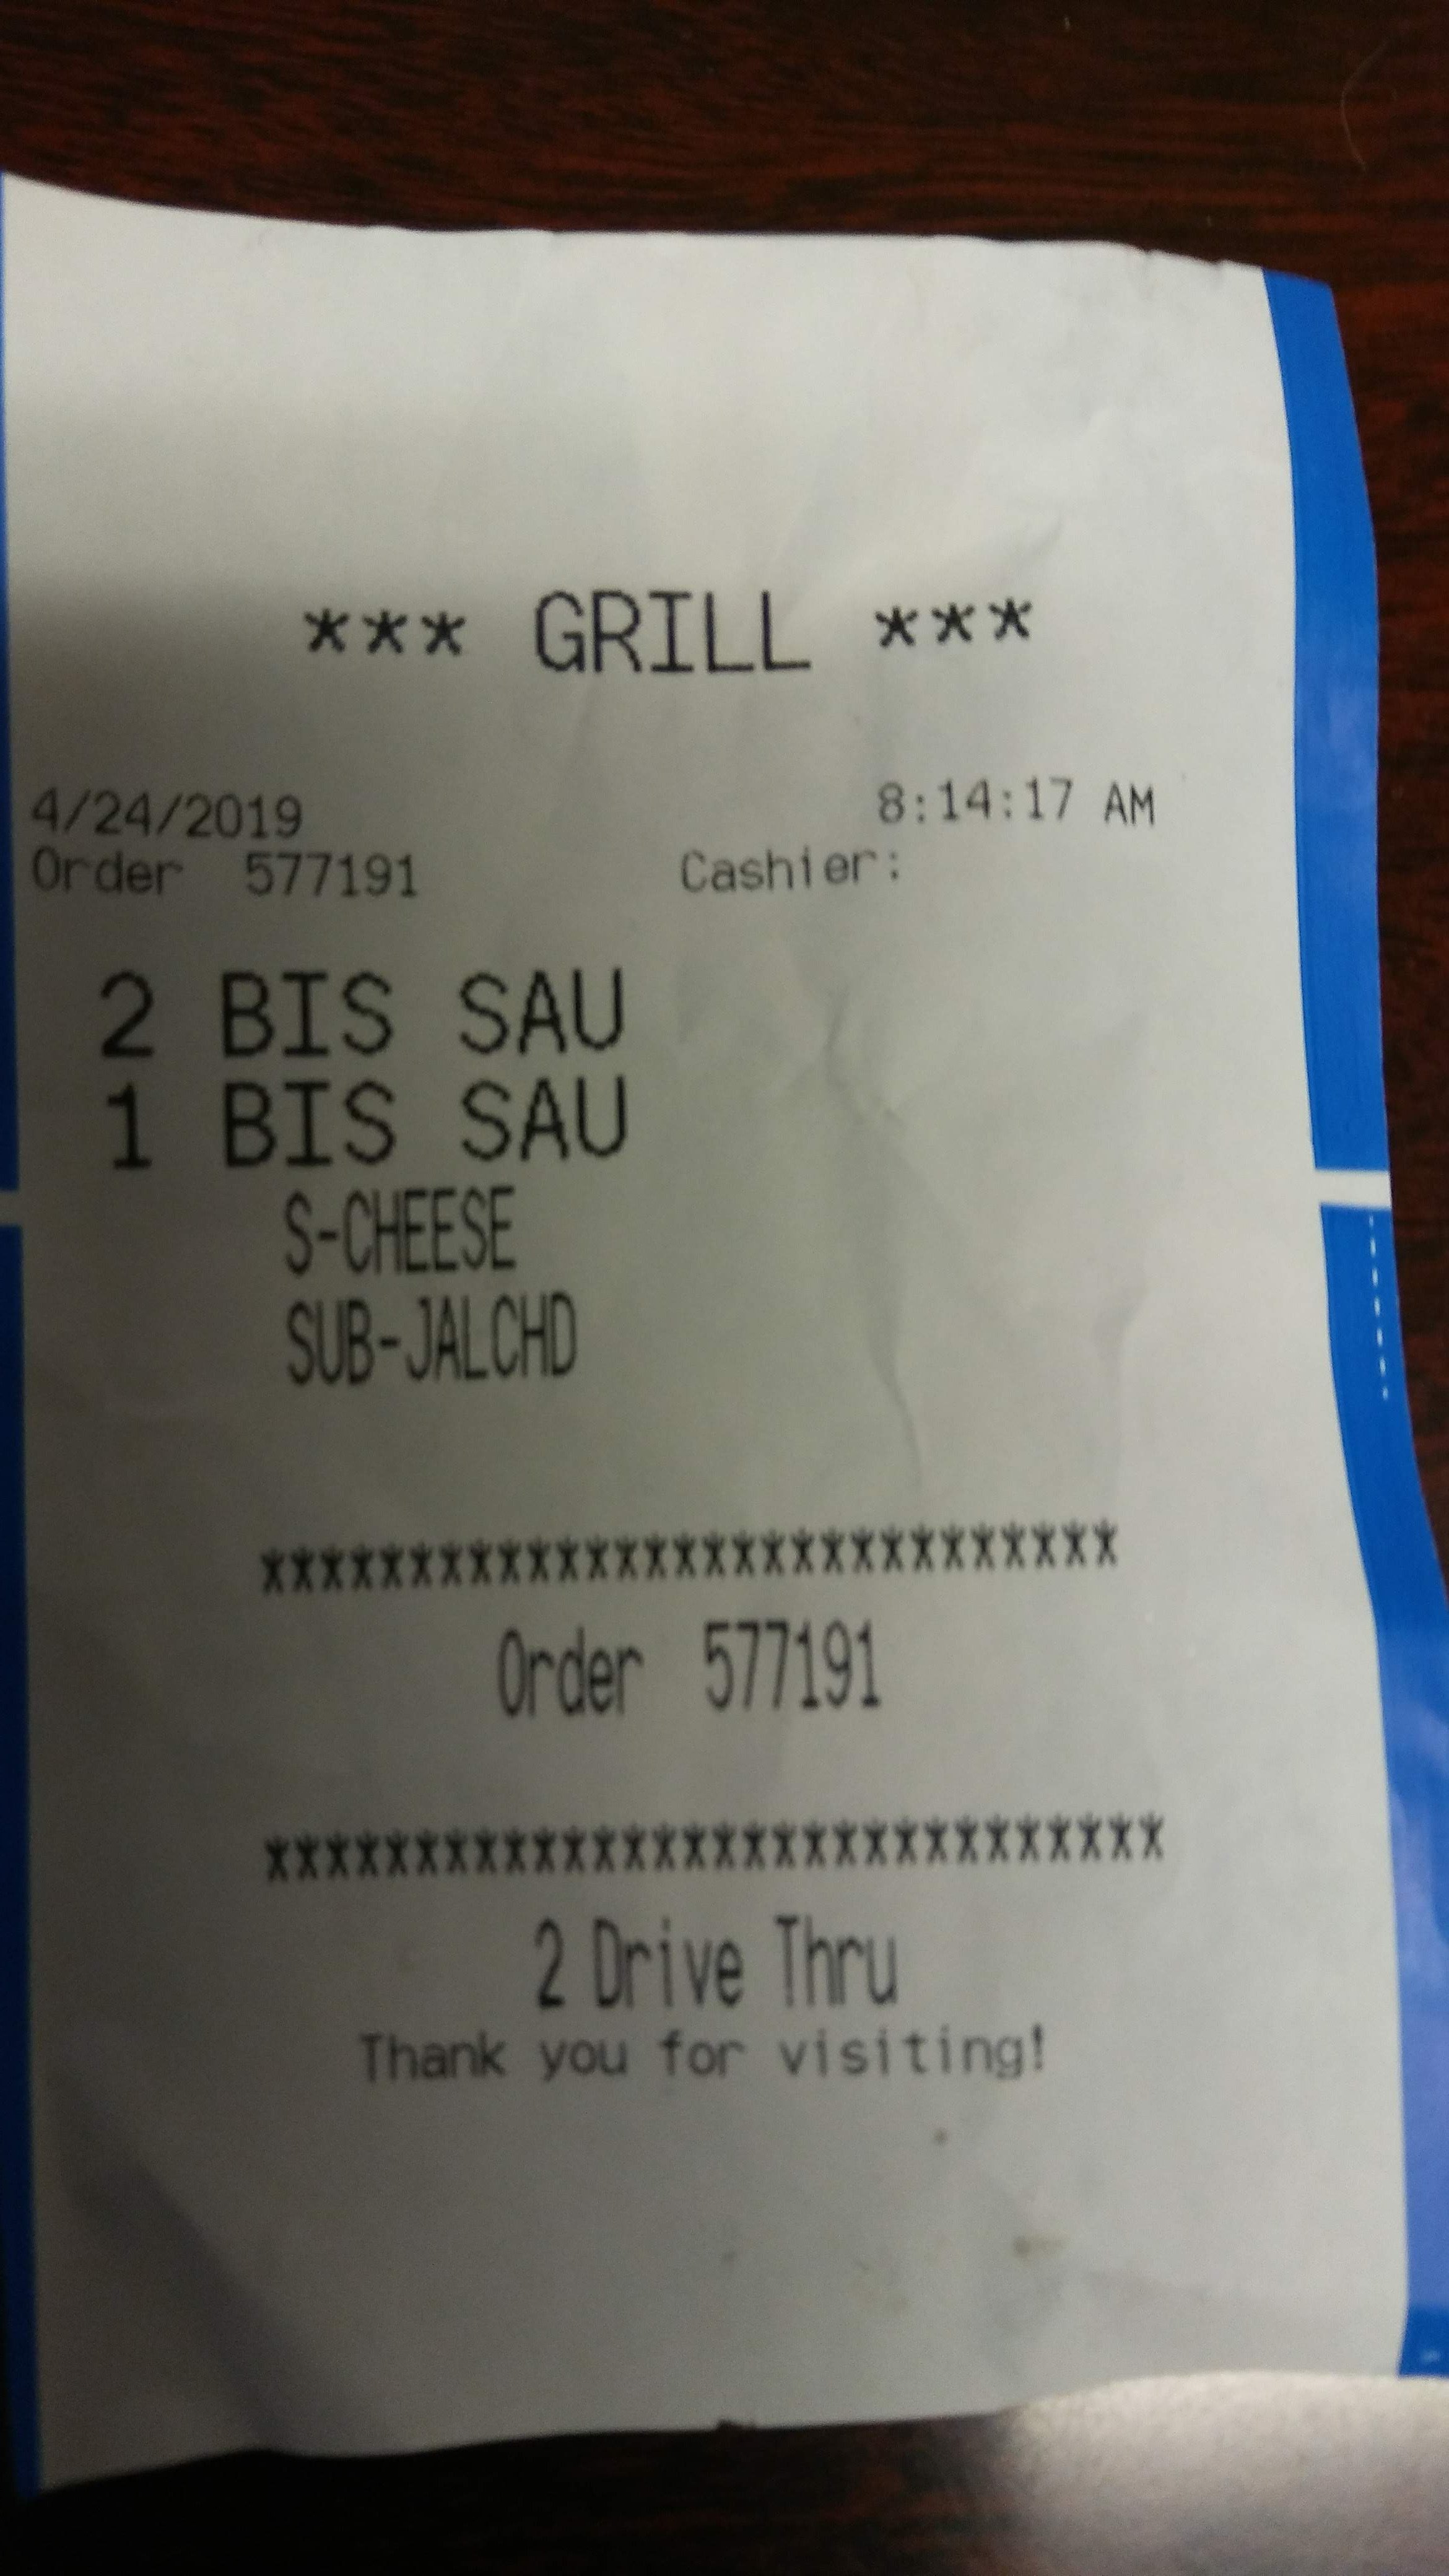 *** GRILL ***
4/24/2019 8:14:17 AM
Order 577191 Cashier:
2 BIS SAU
1 BIS SAU
S-CHEESE
SUB-JALCHD
*****************************
Order 577191
******************************
2 Drive Thru
Thank you for visiting!